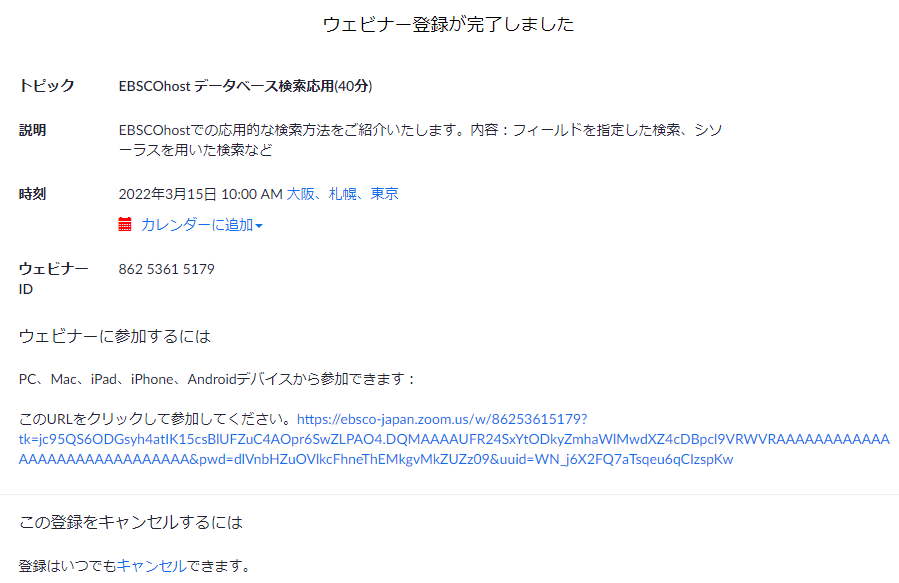 ウェビナー登録が完了しました
トピック EBSCOhost データベース検索応用(40分)
説明 EBSCOhostでの応用的な検索方法をご紹介いたします。内容：フィールドを指定した検索、シソ
ーラスを用いた検索など
時刻 2022年3月15日 10:00 AM 大阪、札幌、東京
カレンダーに追加
ウェビナー 862 5361 5179
ID
ウェビナーに参加するには
PC、Mac、iPad、iPhone、Androidデバイスから参加できます：
このURLをクリックして参加してください。https://ebsco-japan.zoom.us/w/86253615179?
tk=jc95QS6ODGsyh4atIK15csBlUFZuC4AOpr6SwZLPAO4.DQMAAAAUFR24SxYtODkyZmhaWlMwdXZ4cDBpcl9VRWVRAAAAAAAAAAAA
AAAAAAAAAAAAAAAAAA&pwd=dlVnbHZuOVlkcFhneThEMkgvMkZUZz09&uuid=WN_j6X2FQ7aTsqeu6qCIzspKw
この登録をキャンセルするには
登録はいつでもキャンセルできます。